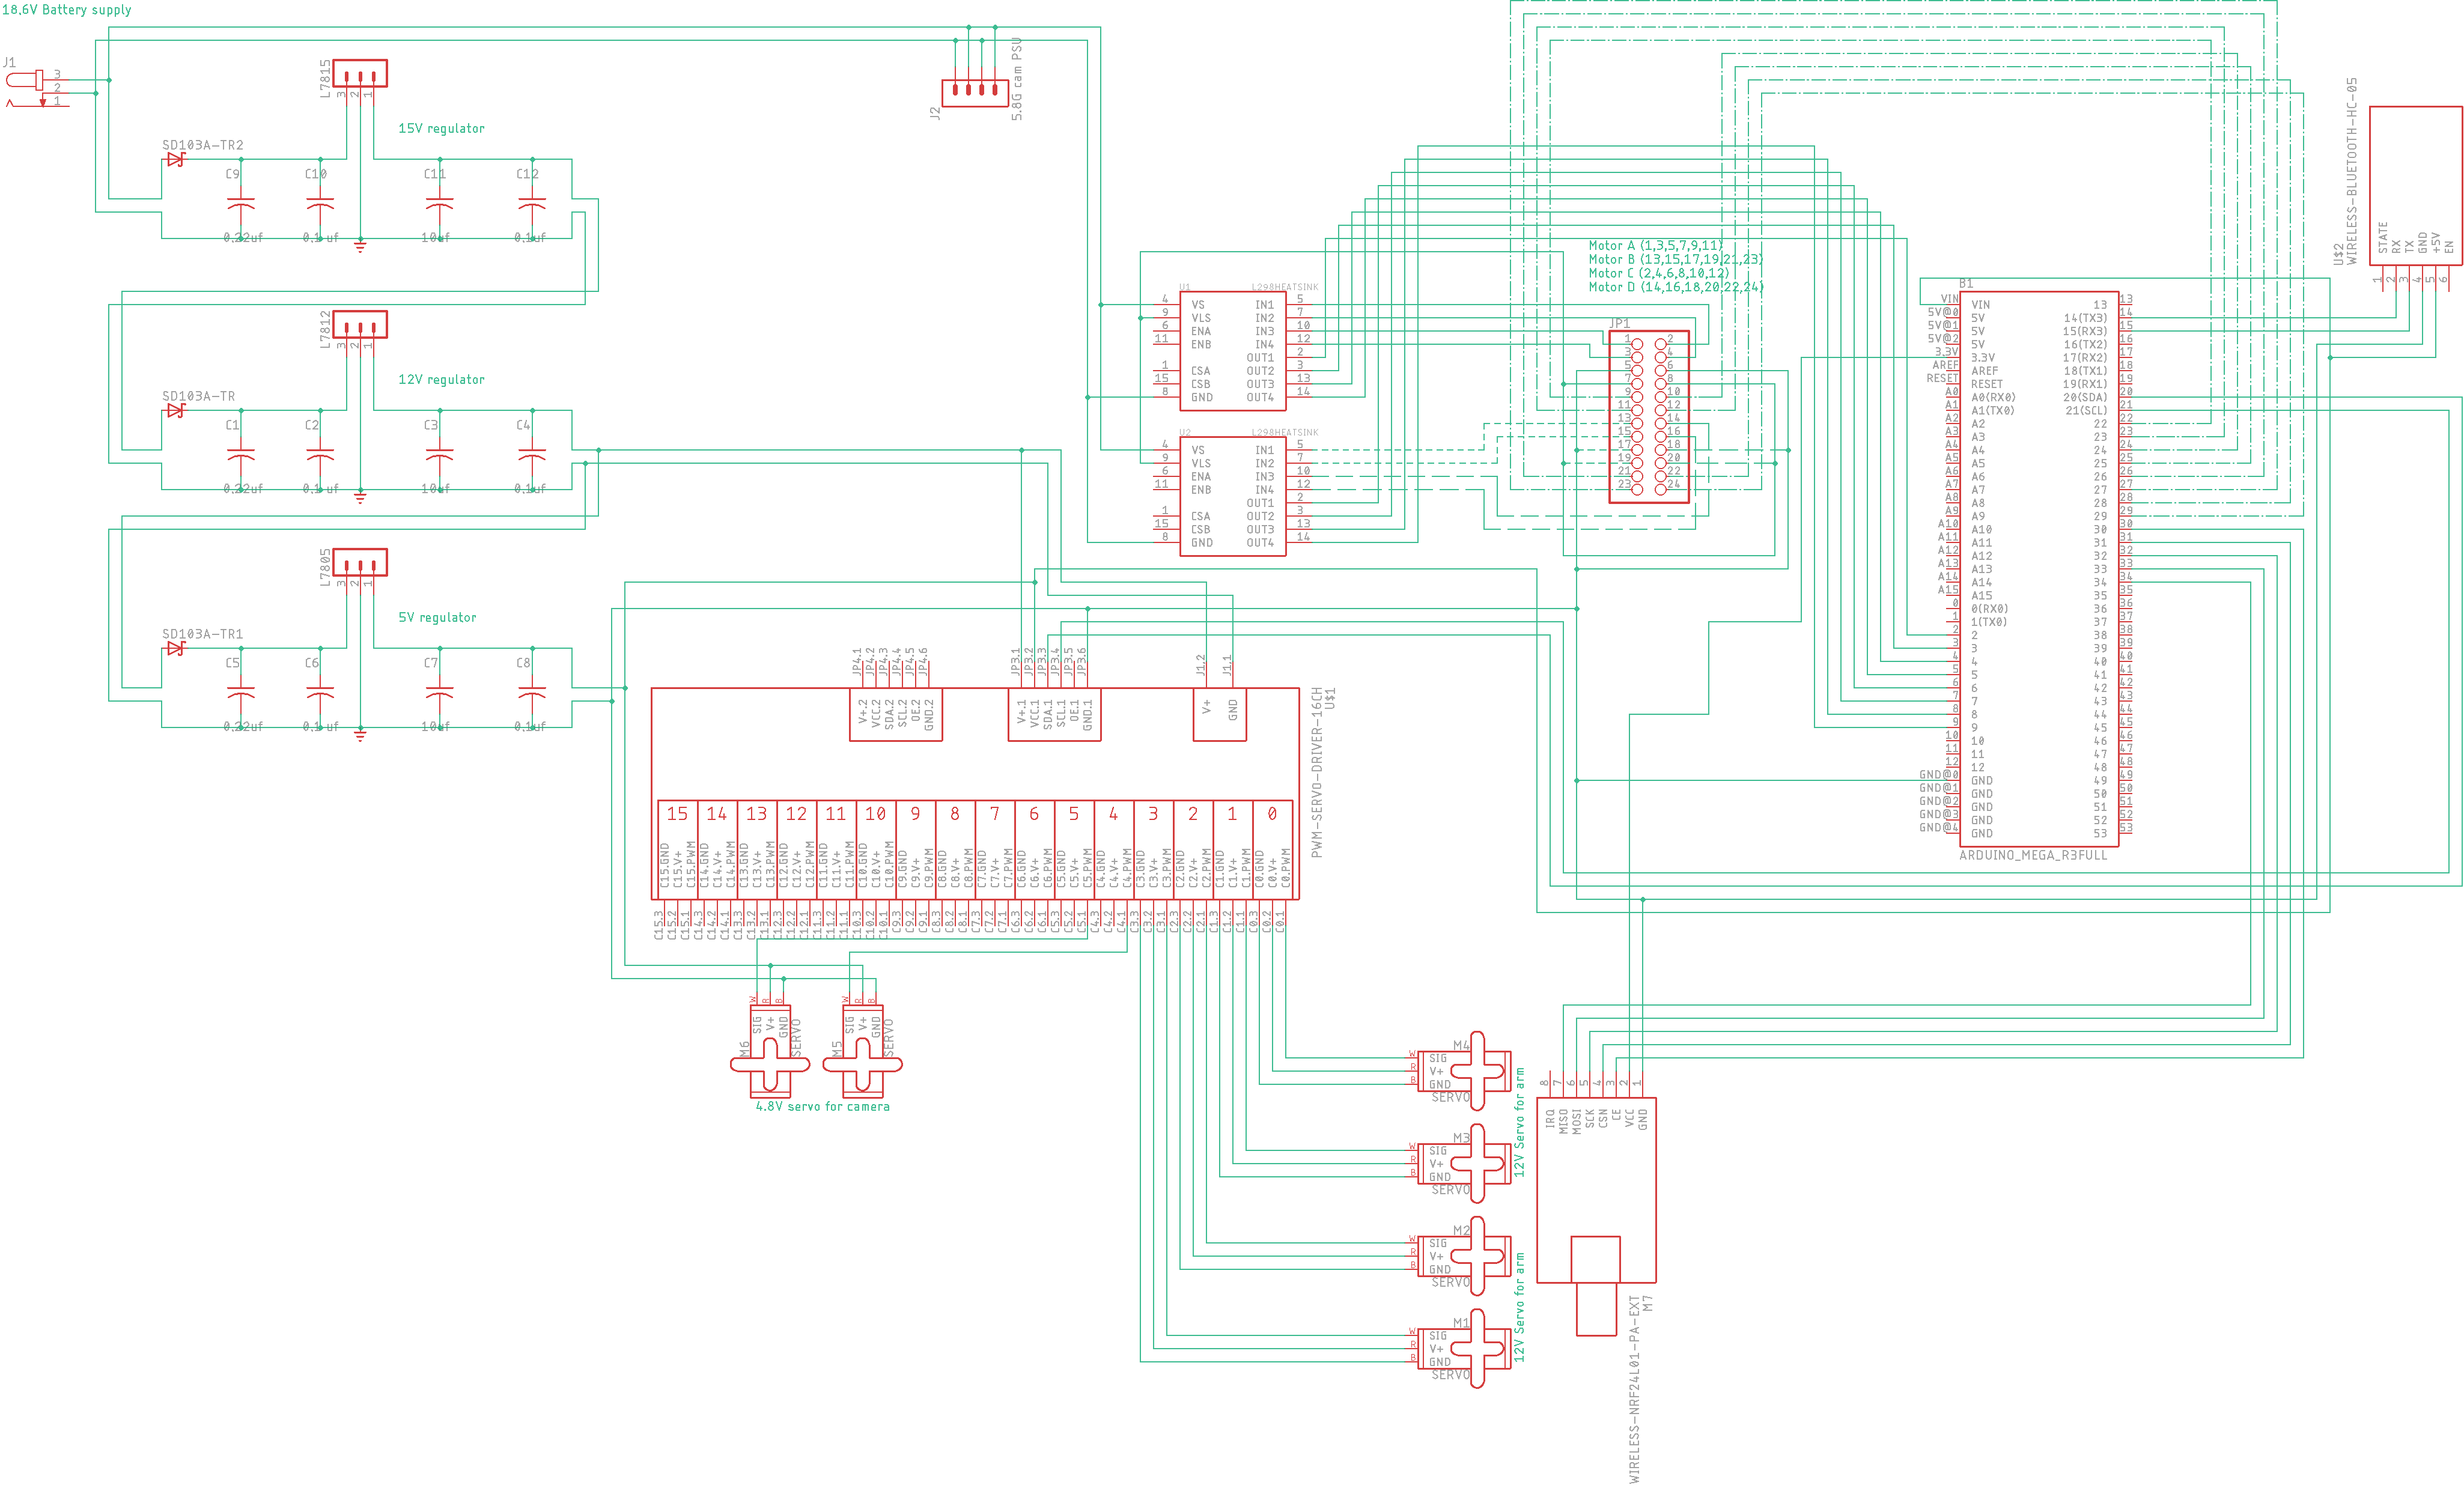 18,6V Battery supply
J1
3
2
1
L7815
3 2 1
15V regulator
SD103A-TR2
C9
C10
C11
C12
0,22uf
0,1 uf
10uf
0,1uf
L7812
3 2 1
12V regulator
SD103A-TR
C1
C2
C3
C4
0,22uf
0,1 uf
10uf
0,1uf
L7805
3 2 1
5V regulator
SD103A-TR1
C5
C6
C7
C8
0,22uf
0,1 uf
10uf
0,1uf
J2
5.8G cam PSU
U1
L298HEATSINK
4 VS IN1 5
9 VLS IN2 7
6 ENA IN3 10
11 ENB IN4 12
OUT1 2
1 CSA OUT2 3
15 CSB OUT3 13
8 GND OUT4 14
U2
L298HEATSINK
4 VS IN1 5
9 VLS IN2 7
6 ENA IN3 10
11 ENB IN4 12
OUT1 2
1 CSA OUT2 3
15 CSB OUT3 13
8 GND OUT4 14
Motor A (1,3,5,7,9,11)
Motor B (13,15,17,19,21,23)
Motor C (2,4,6,8,10,12)
Motor D (14,16,18,20,22,24)
JP1
1 2
3 4
5 6
7 8
9 10
11 12
13 14
15 16
17 18
19 20
21 22
23 24
B1
VIN VIN 13 13
5V@0 5V 14(TX3) 14
5V@1 5V 15(RX3) 15
5V@2 5V 16(TX2) 16
3.3V 3.3V 17(RX2) 17
AREF AREF 18(TX1) 18
RESET RESET 19(RX1) 19
A0 A0(RX0) 20(SDA) 20
A1 A1(TX0) 21(SCL) 21
A2 A2 22 22
A3 A3 23 23
A4 A4 24 24
A5 A5 25 25
A6 A6 26 26
A7 A7 27 27
A8 A8 28 28
A9 A9 29 29
A10 A10 30 30
A11 A11 31 31
A12 A12 32 32
A13 A13 33 33
A14 A14 34 34
A15 A15 35 35
0 0(RX0) 36 36
1 1(TX0) 37 37
2 2 38 38
3 3 39 39
4 4 40 40
5 5 41 41
6 6 42 42
7 7 43 43
8 8 44 44
9 9 45 45
10 10 46 46
11 11 47 47
12 12 48 48
GND@0 GND 49 49
GND@1 GND 50 50
GND@2 GND 51 51
GND@3 GND 52 52
GND@4 GND 53 53
ARDUINO_MEGA_R3FULL
U$2
WIRELESS-BLUETOOTH-HC-05
STATE RX TX GND +5V EN
1 2 3 4 5 6
JP4.1 JP4.2 JP4.3 JP4.4 JP4.5 JP4.6
V+.2 VCC.2 SDA.2 SCL.2 OE.2 GND.2
JP3.1 JP3.2 JP3.3 JP3.4 JP3.5 JP3.6
V+.1 VCC.1 SDA.1 SCL.1 OE.1 GND.1
J1.2 J1.1
V+ GND
PWM-SERVO-DRIVER-16CH
U$1
15 14 13 12 11 10 9 8 7 6 5 4 3 2 1 0
C15.GND C15.V+ C15.PWM C14.GND C14.V+ C14.PWM C13.GND C13.V+ C13.PWM C12.GND C12.V+ C12.PWM C11.GND C11.V+ C11.PWM C10.GND C10.V+ C10.PWM C9.GND C9.V+ C9.PWM C8.GND C8.V+ C8.PWM C7.GND C7.V+ C7.PWM C6.GND C6.V+ C6.PWM C5.GND C5.V+ C5.PWM C4.GND C4.V+ C4.PWM C3.GND C3.V+ C3.PWM C2.GND C2.V+ C2.PWM C1.GND C1.V+ C1.PWM C0.GND C0.V+ C0.PWM
C15.3 C15.2 C15.1 C14.3 C14.2 C14.1 C13.3 C13.2 C13.1 C12.3 C12.2 C12.1 C11.3 C11.2 C11.1 C10.3 C10.2 C10.1 C9.3 C9.2 C9.1 C8.3 C8.2 C8.1 C7.3 C7.2 C7.1 C6.3 C6.2 C6.1 C5.3 C5.2 C5.1 C4.3 C4.2 C4.1 C3.3 C3.2 C3.1 C2.3 C2.2 C2.1 C1.3 C1.2 C1.1 C0.3 C0.2 C0.1
W R B
SIG V+ GND
M6
SERVO
W R B
SIG V+ GND
M5
SERVO
4.8V servo for camera
M4
W SIG
R V+
B GND
SERVO
M3
W SIG
R V+
B GND
SERVO
12V Servo for arm
M2
W SIG
R V+
B GND
SERVO
M1
W SIG
R V+
B GND
SERVO
12V Servo for arm
8 7 6 5 4 3 2 1
IRQ MISO MOSI SCK CSN CE VCC GND
WIRELESS-NRF24L01-PA-EXT
M7